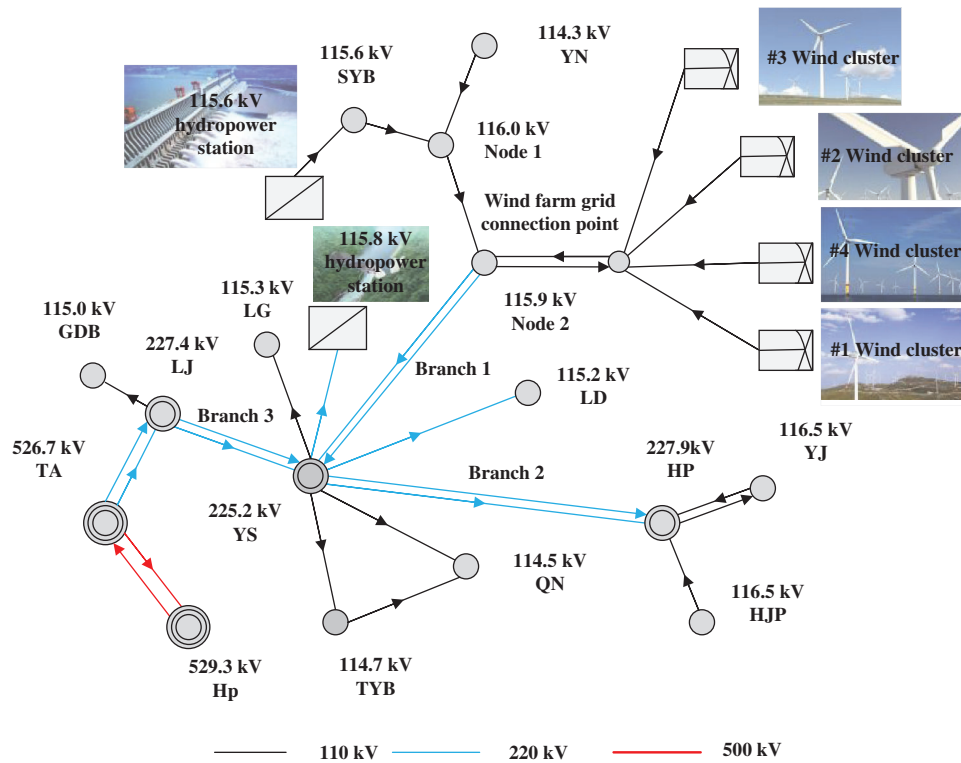 115.6 kV
SYB
114.3 kV
YN
#3 Wind cluster
115.6 kV
hydropower
station
116.0 kV
Node 1
#2 Wind cluster
Wind farm grid
connection point
115.8 kV
hydropower
station
#4 Wind cluster
115.3 kV
LG
115.9 kV
Node 2
115.0 kV
GDB
227.4 kV
LJ
#1 Wind cluster
Branch 1
115.2 kV
LD
Branch 3
116.5 kV
YJ
526.7 kV
TA
227.9kV
HP
Branch 2
225.2 kV
YS
114.5 kV
QN
116.5 kV
HJP
529.3 kV
Hp
114.7 kV
TYB
110 kV
220 kV
500 kV